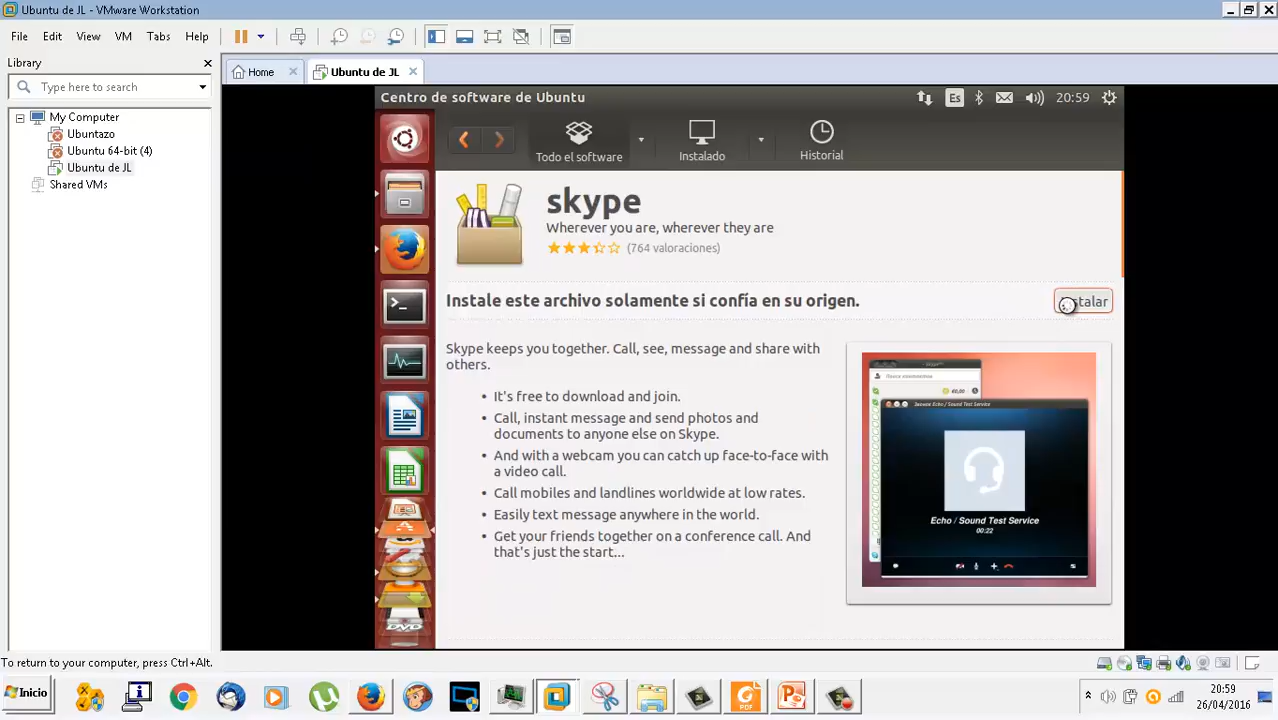 Ubuntu de JL - VMware Workstation
File Edit View VM Tabs Help
Library
Type here to search
My Computer
Ubuntazo
Ubuntu 64-bit (4)
Ubuntu de JL
Shared VMs
Home
Ubuntu de JL
Centro de software de Ubuntu
Es
20:59
Todo el software
Instalado
Historial
skype
Wherever you are, wherever they are
(764 valoraciones)
Instale este archivo solamente si confía en su origen.
Skype keeps you together. Call, see, message and share with
others.
• It's free to download and join.
• Call, instant message and send photos and
documents to anyone else on Skype.
• And with a webcam you can catch up face-to-face with
a video call.
• Call mobiles and landlines worldwide at low rates.
• Easily text message anywhere in the world.
• Get your friends together on a conference call. And
that's just the start...
Echo / Sound Test Service
00:22
DVD
To return to your computer, press Ctrl+Alt.
Inicio
PDF
20:59
26/04/2016